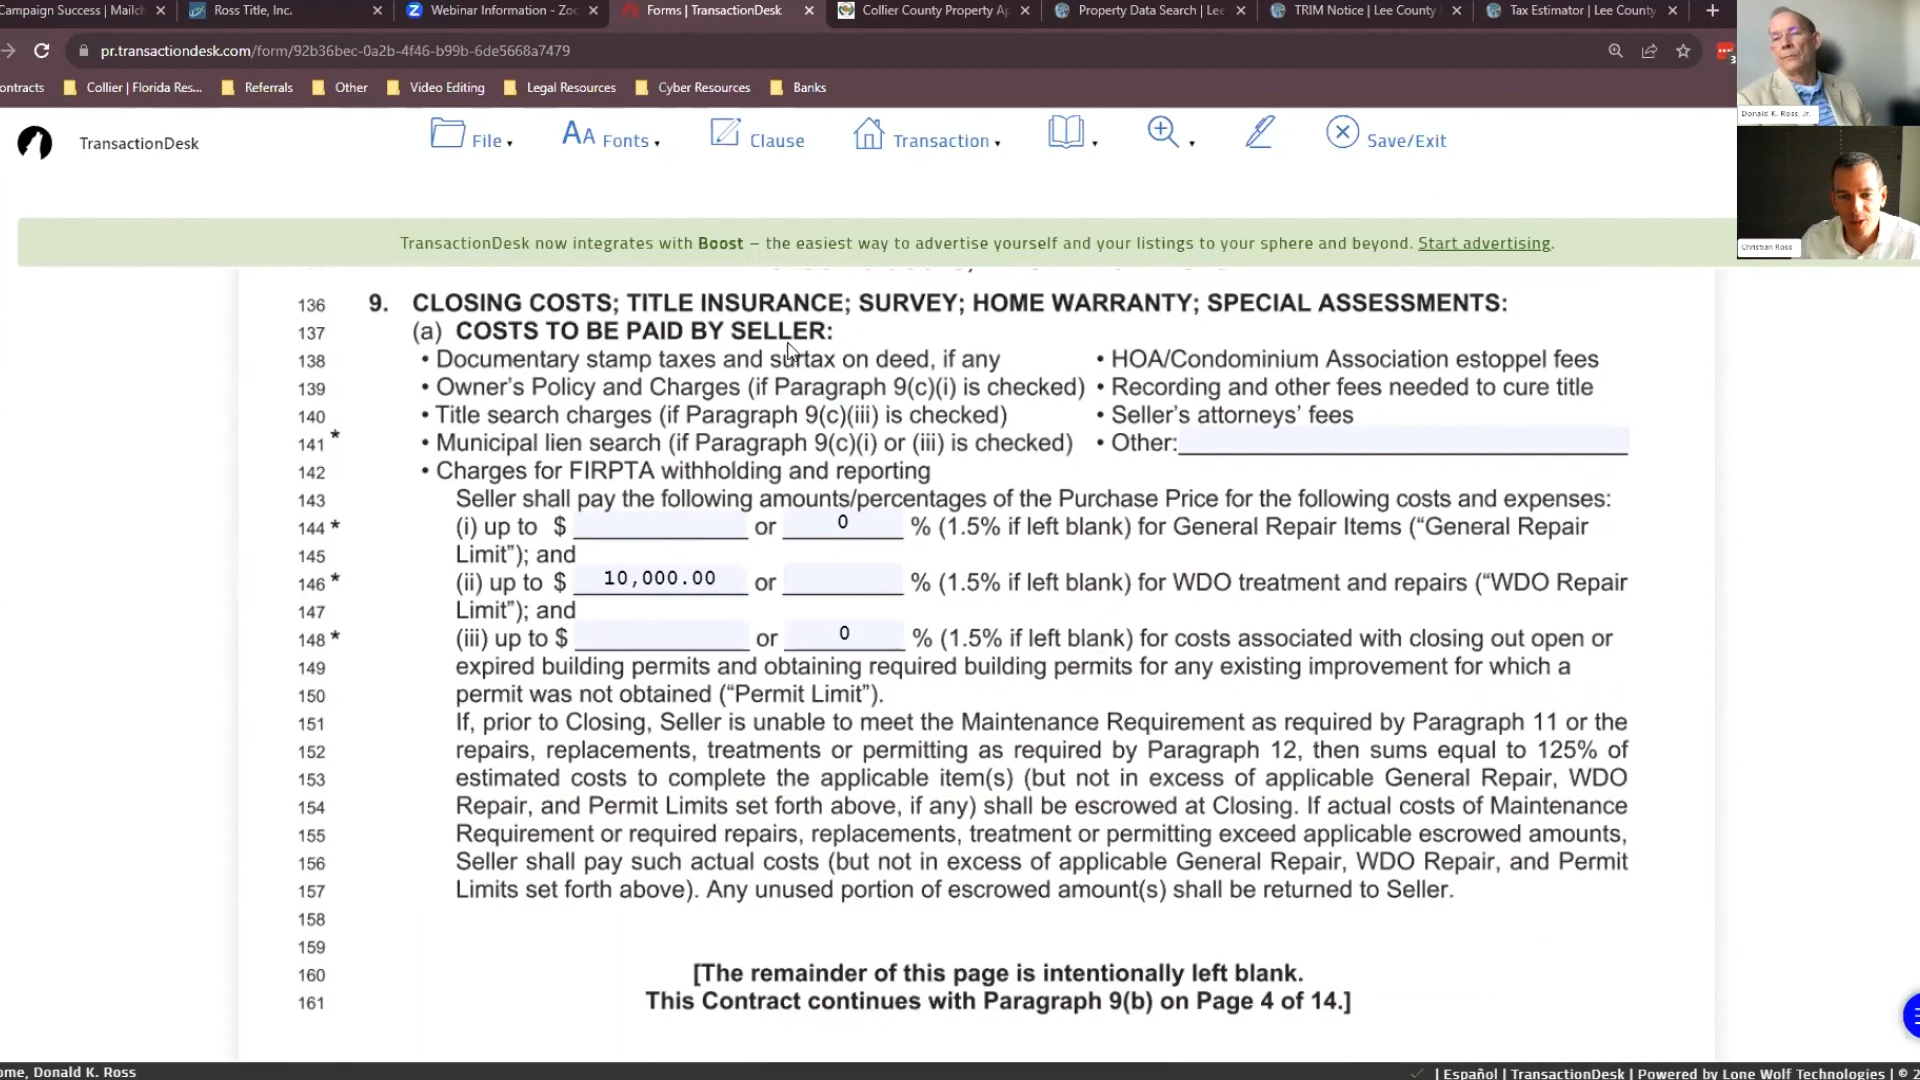 Campaign Success | Mailch
Ross Title, Inc.
Webinar Information - Zoo
Forms | TransactionDesk
Collier County Property Ap
Property Data Search | Lee
TRIM Notice | Lee County
Tax Estimator | Lee County
pr.transactiondesk.com/form/92b36bec-0a2b-4f46-b99b-6de5668a7479
ontracts
Collier | Florida Res...
Referrals
Other
Video Editing
Legal Resources
Cyber Resources
Banks
Donald K. Ross, Jr.
TransactionDesk
File
AA Fonts
Clause
Transaction
Save/Exit
TransactionDesk now integrates with Boost – the easiest way to advertise yourself and your listings to your sphere and beyond. Start advertising.
Christian Ross
136 9. CLOSING COSTS; TITLE INSURANCE; SURVEY; HOME WARRANTY; SPECIAL ASSESSMENTS:
137 (a) COSTS TO BE PAID BY SELLER:
138 • Documentary stamp taxes and surtax on deed, if any • HOA/Condominium Association estoppel fees
139 • Owner's Policy and Charges (if Paragraph 9(c)(i) is checked) • Recording and other fees needed to cure title
140 • Title search charges (if Paragraph 9(c)(iii) is checked) • Seller's attorneys' fees
141 * • Municipal lien search (if Paragraph 9(c)(i) or (iii) is checked) • Other:
142 • Charges for FIRPTA withholding and reporting
143 Seller shall pay the following amounts/percentages of the Purchase Price for the following costs and expenses:
144 * (i) up to $ or 0 % (1.5% if left blank) for General Repair Items ("General Repair
145 Limit"); and
146 * (ii) up to $ 10,000.00 or % (1.5% if left blank) for WDO treatment and repairs ("WDO Repair
147 Limit"); and
148 * (iii) up to $ or 0 % (1.5% if left blank) for costs associated with closing out open or
149 expired building permits and obtaining required building permits for any existing improvement for which a
150 permit was not obtained ("Permit Limit").
151 If, prior to Closing, Seller is unable to meet the Maintenance Requirement as required by Paragraph 11 or the
152 repairs, replacements, treatments or permitting as required by Paragraph 12, then sums equal to 125% of
153 estimated costs to complete the applicable item(s) (but not in excess of applicable General Repair, WDO
154 Repair, and Permit Limits set forth above, if any) shall be escrowed at Closing. If actual costs of Maintenance
155 Requirement or required repairs, replacements, treatment or permitting exceed applicable escrowed amounts,
156 Seller shall pay such actual costs (but not in excess of applicable General Repair, WDO Repair, and Permit
157 Limits set forth above). Any unused portion of escrowed amount(s) shall be returned to Seller.
158
159
160 [The remainder of this page is intentionally left blank.
161 This Contract continues with Paragraph 9(b) on Page 4 of 14.]
ome, Donald K. Ross
| Español | TransactionDesk | Powered by Lone Wolf Technologies | © 2